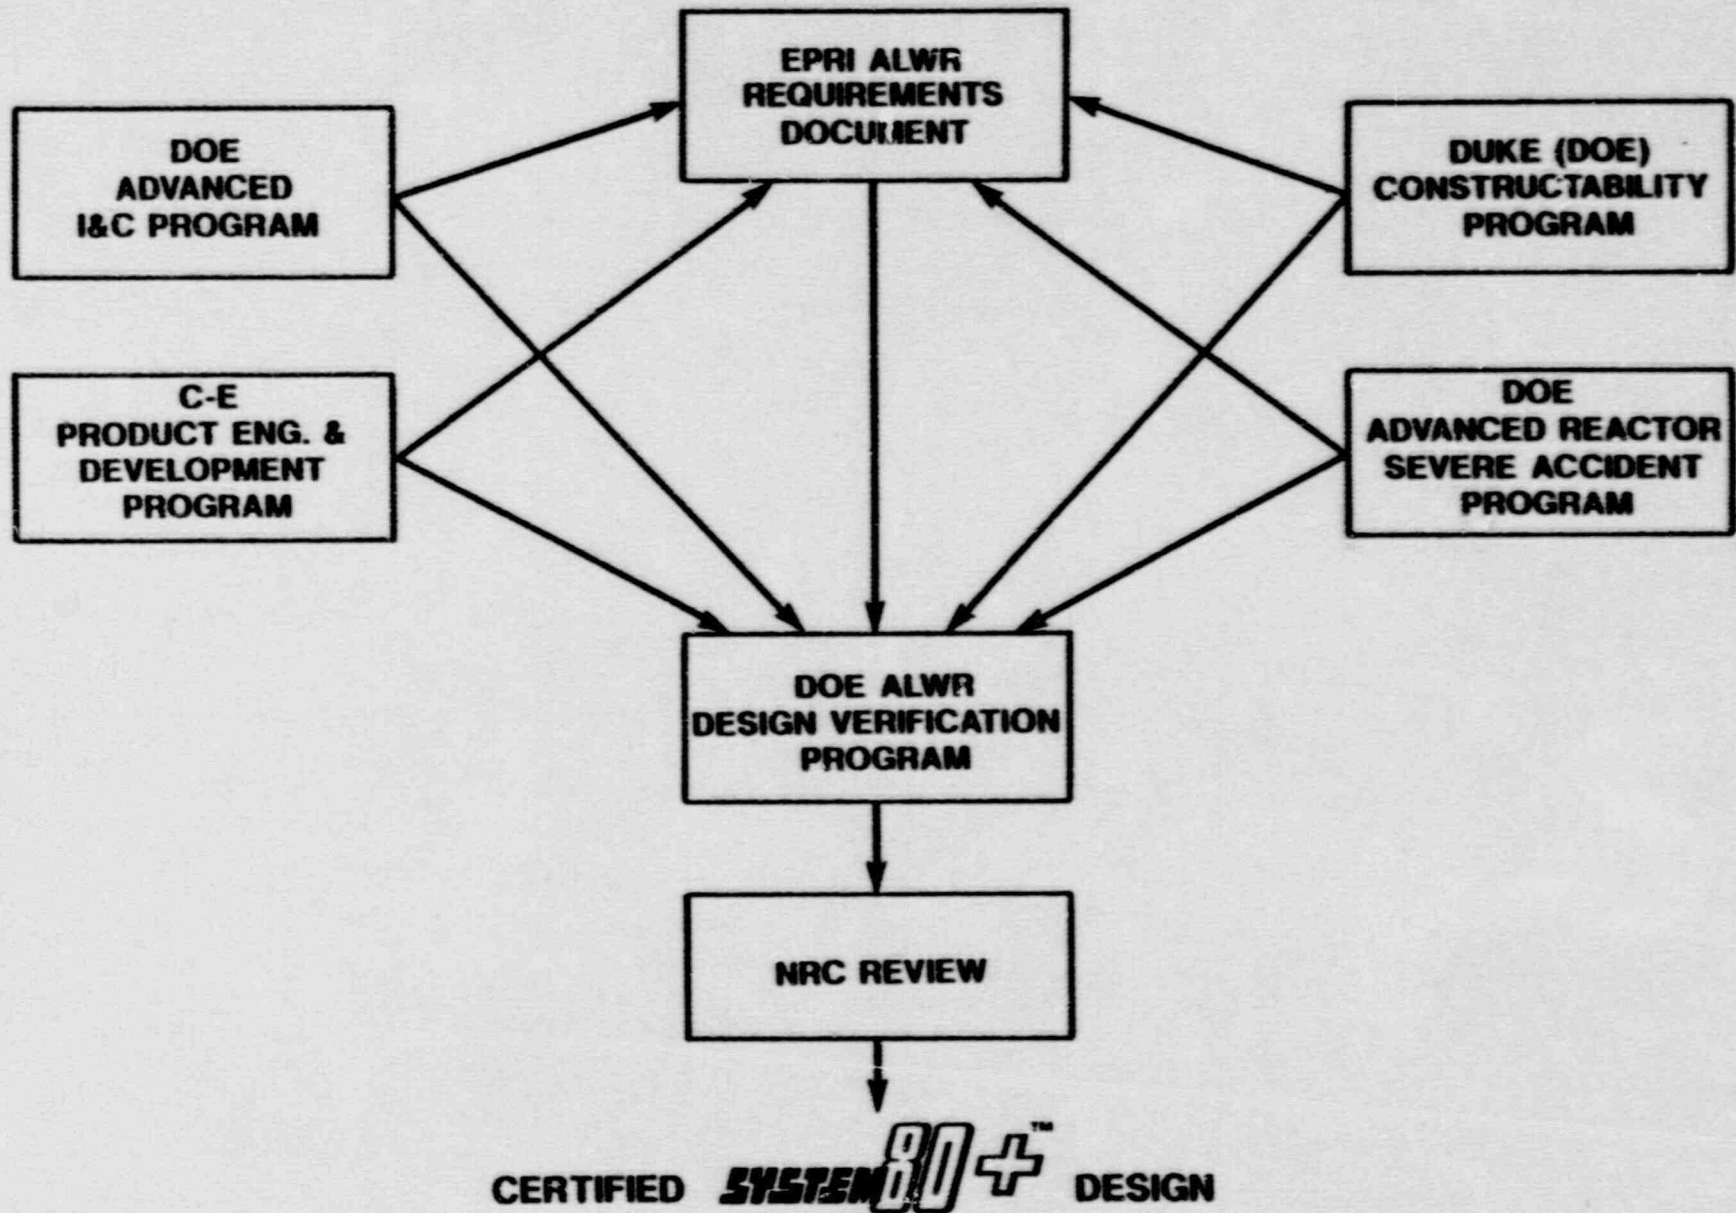 EPRI ALWR
REQUIREMENTS
DOCUMENT
DOE
ADVANCED
I&C PROGRAM
DUKE (DOE)
CONSTRUCTABILITY
PROGRAM
C-E
PRODUCT ENG. &
DEVELOPMENT
PROGRAM
DOE
ADVANCED REACTOR
SEVERE ACCIDENT
PROGRAM
DOE ALWR
DESIGN VERIFICATION
PROGRAM
NRC REVIEW
CERTIFIED SYSTEM 80+™ DESIGN